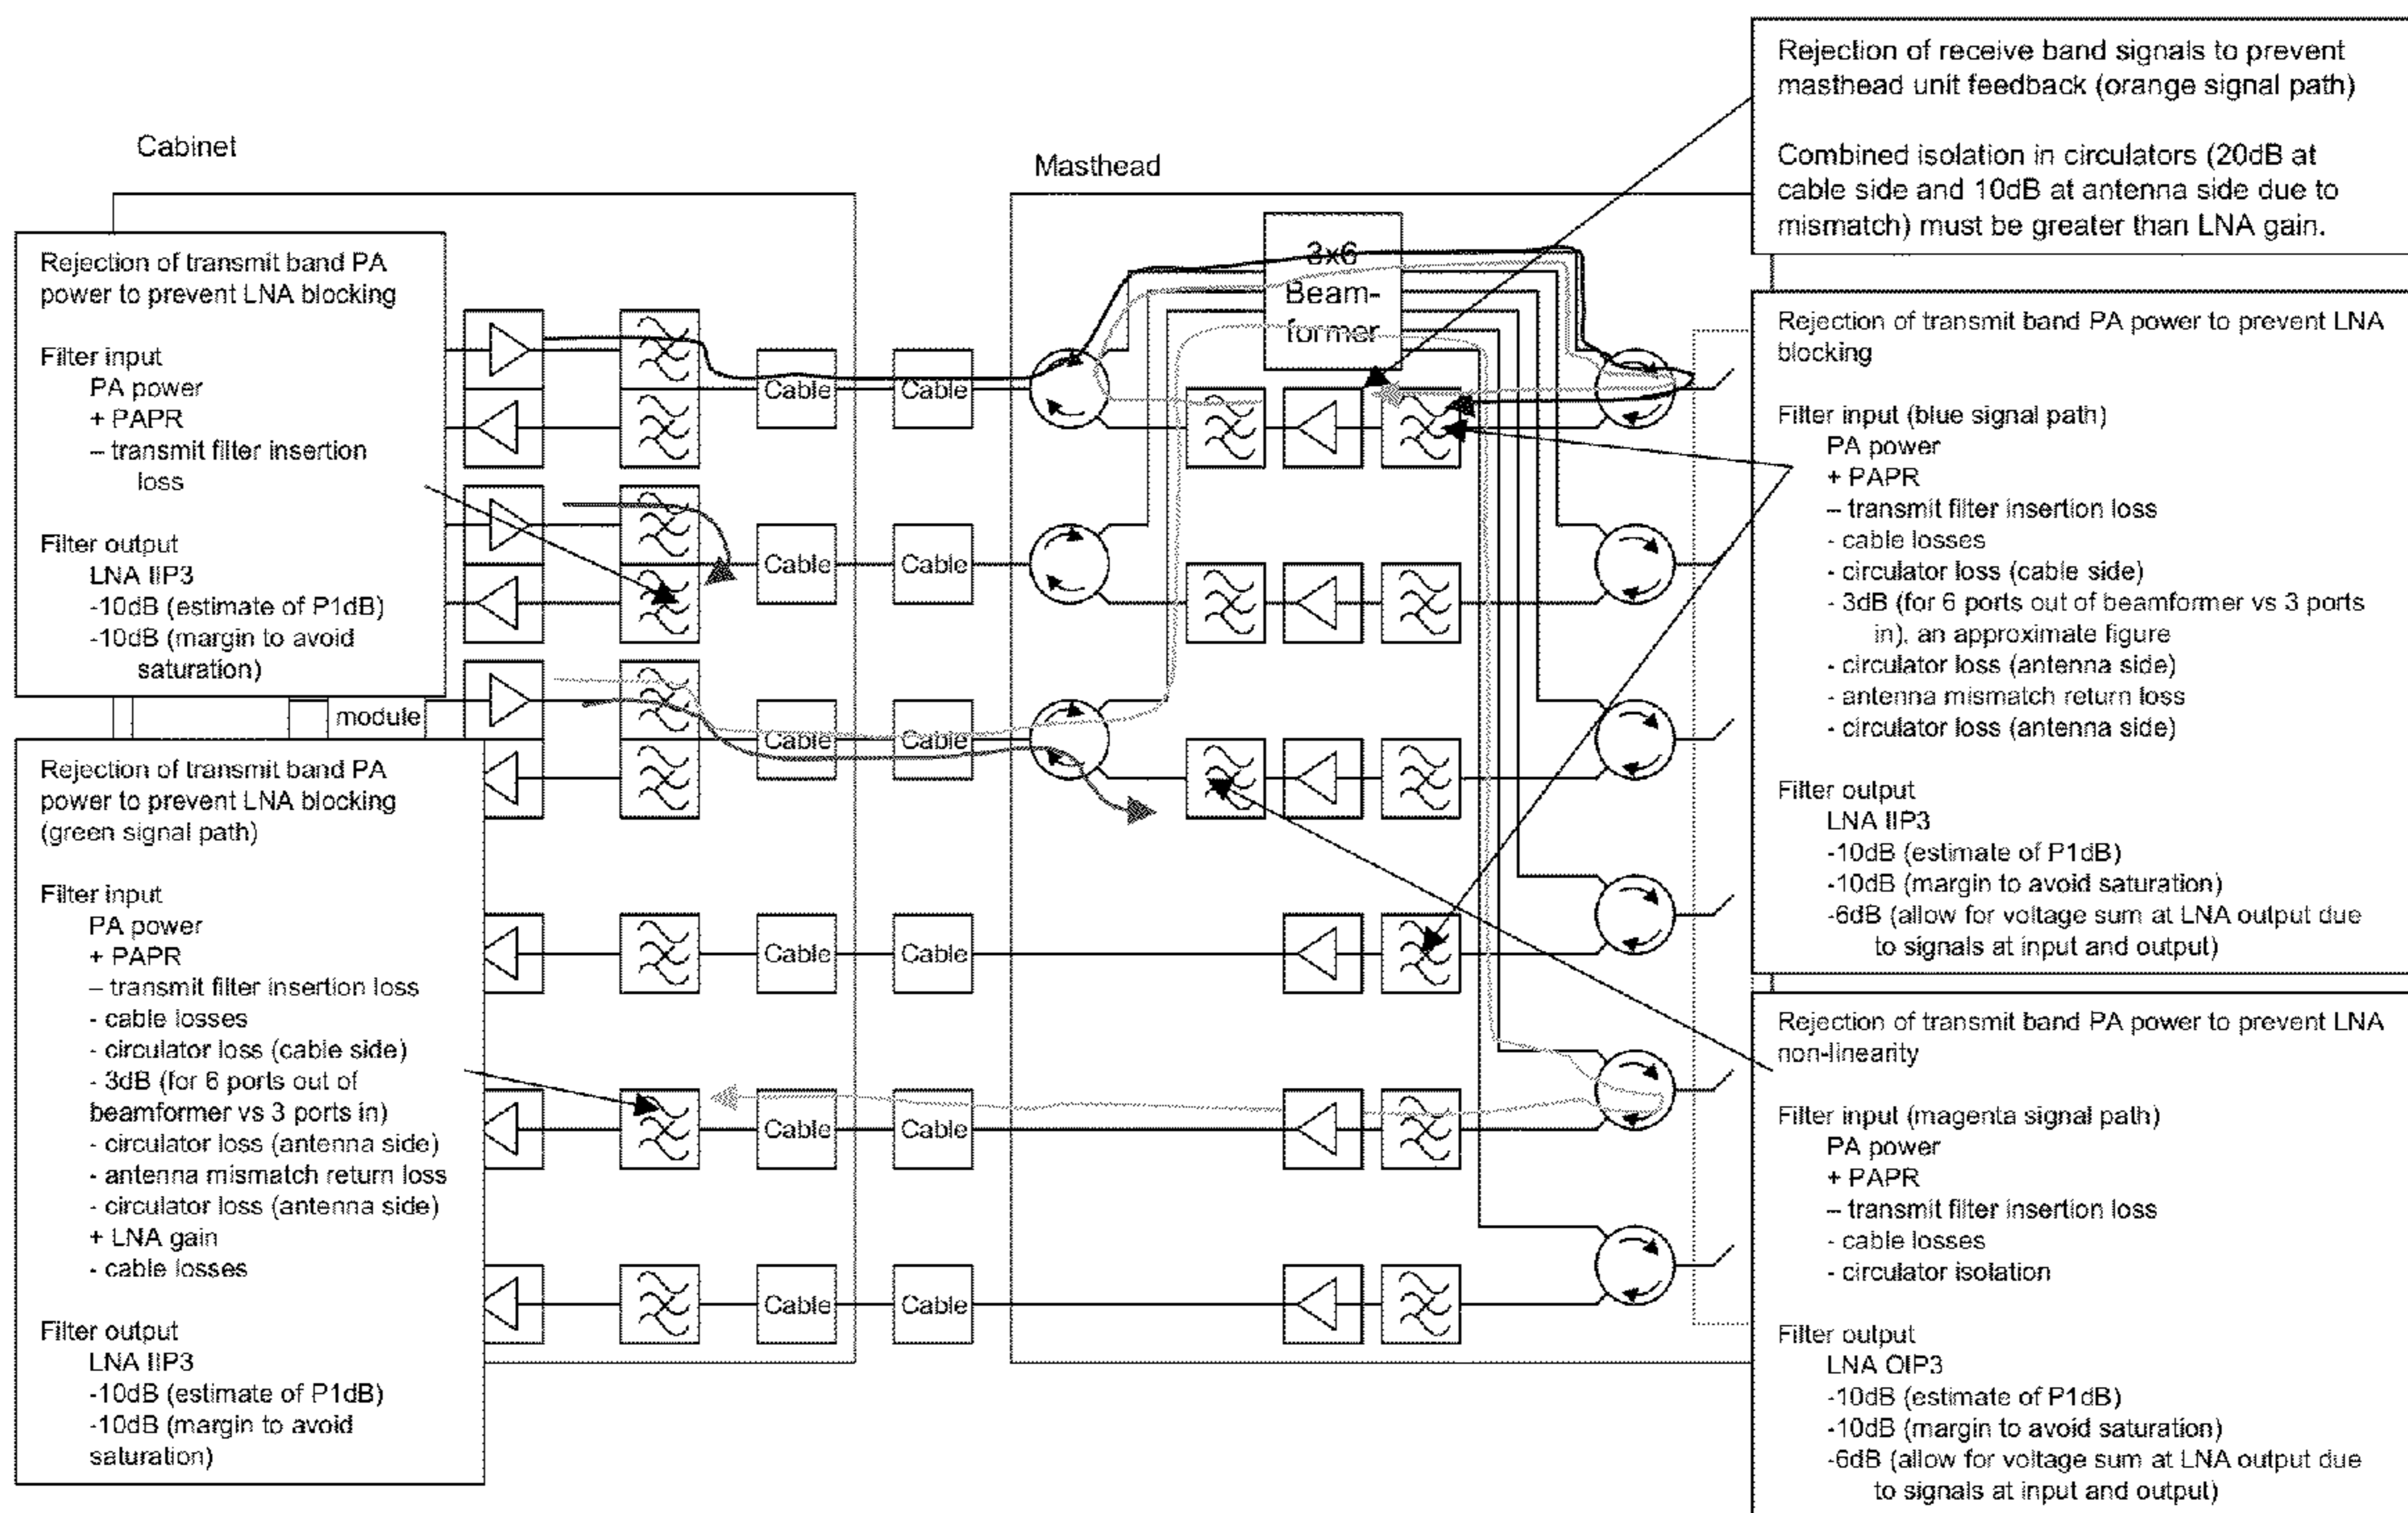 Cabinet
Masthead
Rejection of transmit band PA
power to prevent LNA blocking
Filter input
PA power
+ PAPR
– transmit filter insertion
loss
Filter output
LNA IIP3
-10dB (estimate of P1dB)
-10dB (margin to avoid
saturation)
module
Rejection of transmit band PA
power to prevent LNA blocking
(green signal path)
Filter input
PA power
+ PAPR
– transmit filter insertion loss
- cable losses
- circulator loss (cable side)
- 3dB (for 6 ports out of
beamformer vs 3 ports in)
- circulator loss (antenna side)
- antenna mismatch return loss
- circulator loss (antenna side)
+ LNA gain
- cable losses
Filter output
LNA IIP3
-10dB (estimate of P1dB)
-10dB (margin to avoid
saturation)
Cable
Cable
Cable
Cable
Cable
Cable
Cable
Cable
Cable
Cable
Cable
Cable
3x6
Beam-
former
Rejection of receive band signals to prevent
masthead unit feedback (orange signal path)
Combined isolation in circulators (20dB at
cable side and 10dB at antenna side due to
mismatch) must be greater than LNA gain.
Rejection of transmit band PA power to prevent LNA
blocking
Filter input (blue signal path)
PA power
+ PAPR
– transmit filter insertion loss
- cable losses
- circulator loss (cable side)
- 3dB (for 6 ports out of beamformer vs 3 ports
in), an approximate figure
- circulator loss (antenna side)
- antenna mismatch return loss
- circulator loss (antenna side)
Filter output
LNA IIP3
-10dB (estimate of P1dB)
-10dB (margin to avoid saturation)
-6dB (allow for voltage sum at LNA output due
to signals at input and output)
Rejection of transmit band PA power to prevent LNA
non-linearity
Filter input (magenta signal path)
PA power
+ PAPR
– transmit filter insertion loss
- cable losses
- circulator isolation
Filter output
LNA OIP3
-10dB (estimate of P1dB)
-10dB (margin to avoid saturation)
-6dB (allow for voltage sum at LNA output due
to signals at input and output)